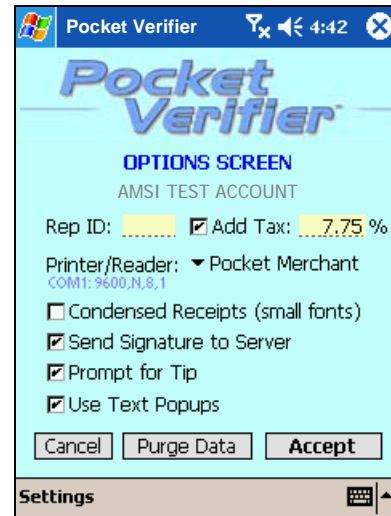 Pocket Verifier 4:42
Pocket
Verifier™
OPTIONS SCREEN
AMSI TEST ACCOUNT
Rep ID: Add Tax: 7.75 %
Printer/Reader: Pocket Merchant
COM1: 9600,N,8,1
Condensed Receipts (small fonts)
Send Signature to Server
Prompt for Tip
Use Text Popups
Cancel Purge Data Accept
Settings